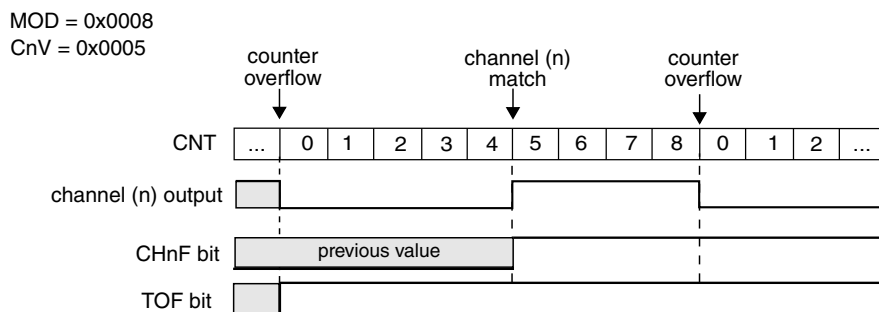 MOD = 0x0008
CnV = 0x0005
counter
overflow
channel (n)
match
counter
overflow
CNT ... 0 1 2 3 4 5 6 7 8 0 1 2 ...
channel (n) output
CHnF bit previous value
TOF bit